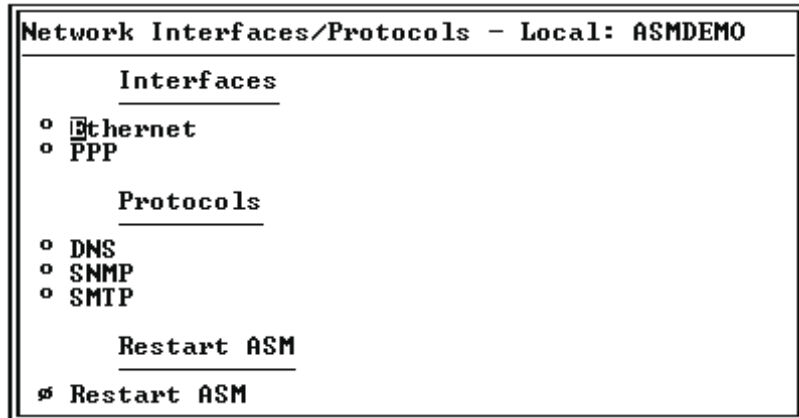 Network Interfaces/Protocols - Local: ASMDEMO
Interfaces
o Ethernet
o PPP
Protocols
o DNS
o SNMP
o SMTP
Restart ASM
ø Restart ASM